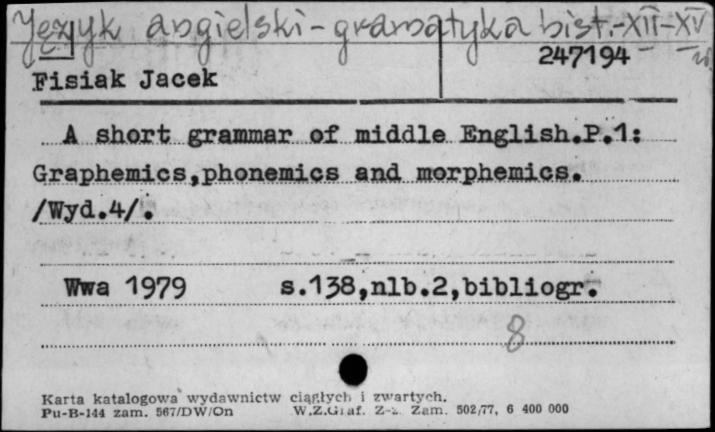 Język angielski - gramatyka hist. - XII - XV w.
247194
Fisiak Jacek
A short grammar of middle English.P.1:
Graphemics,phonemics and morphemics.
/Wyd.4/.
Wwa 1979 s.138,nlb.2,bibliogr.
8
Karta katalogowa wydawnictw ciągłych i zwartych.
Pu-B-144 zam. 567/DW/On W.Z.Graf. Z-2. Zam. 502/77, 6 400 000